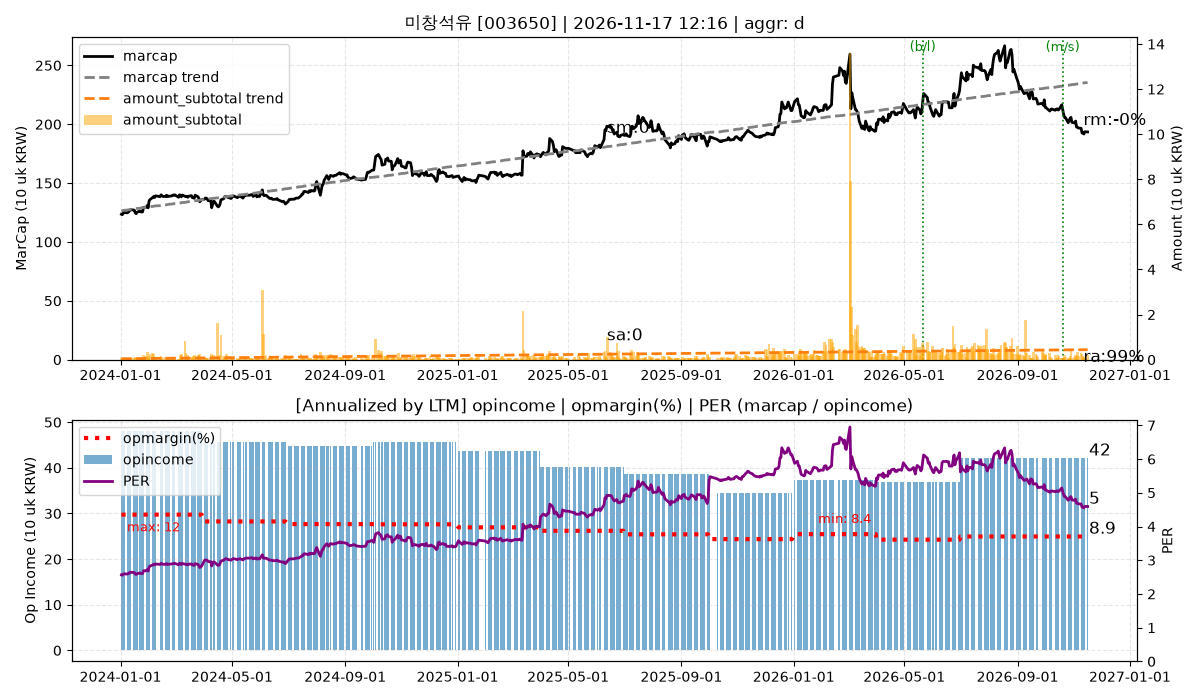 미창석유 [003650] | 2026-11-17 12:16 | aggr: d
marcap
marcap trend
amount_subtotal trend
amount_subtotal
(b/l)
(m/s)
rm:-0%
sm:0
sa:0
ra:99%
MarCap (10 uk KRW)
250
200
150
100
50
0
Amount (10 uk KRW)
14
12
10
8
6
4
2
0
2024-01-01 2024-05-01 2024-09-01 2025-01-01 2025-05-01 2025-09-01 2026-01-01 2026-05-01 2026-09-01 2027-01-01
[Annualized by LTM] opincome | opmargin(%) | PER (marcap / opincome)
opmargin(%)
opincome
PER
max: 12
min: 8.4
42
5
8.9
Op Income (10 uk KRW)
50
40
30
20
10
0
PER
7
6
5
4
3
2
1
0
2024-01-01 2024-05-01 2024-09-01 2025-01-01 2025-05-01 2025-09-01 2026-01-01 2026-05-01 2026-09-01 2027-01-01